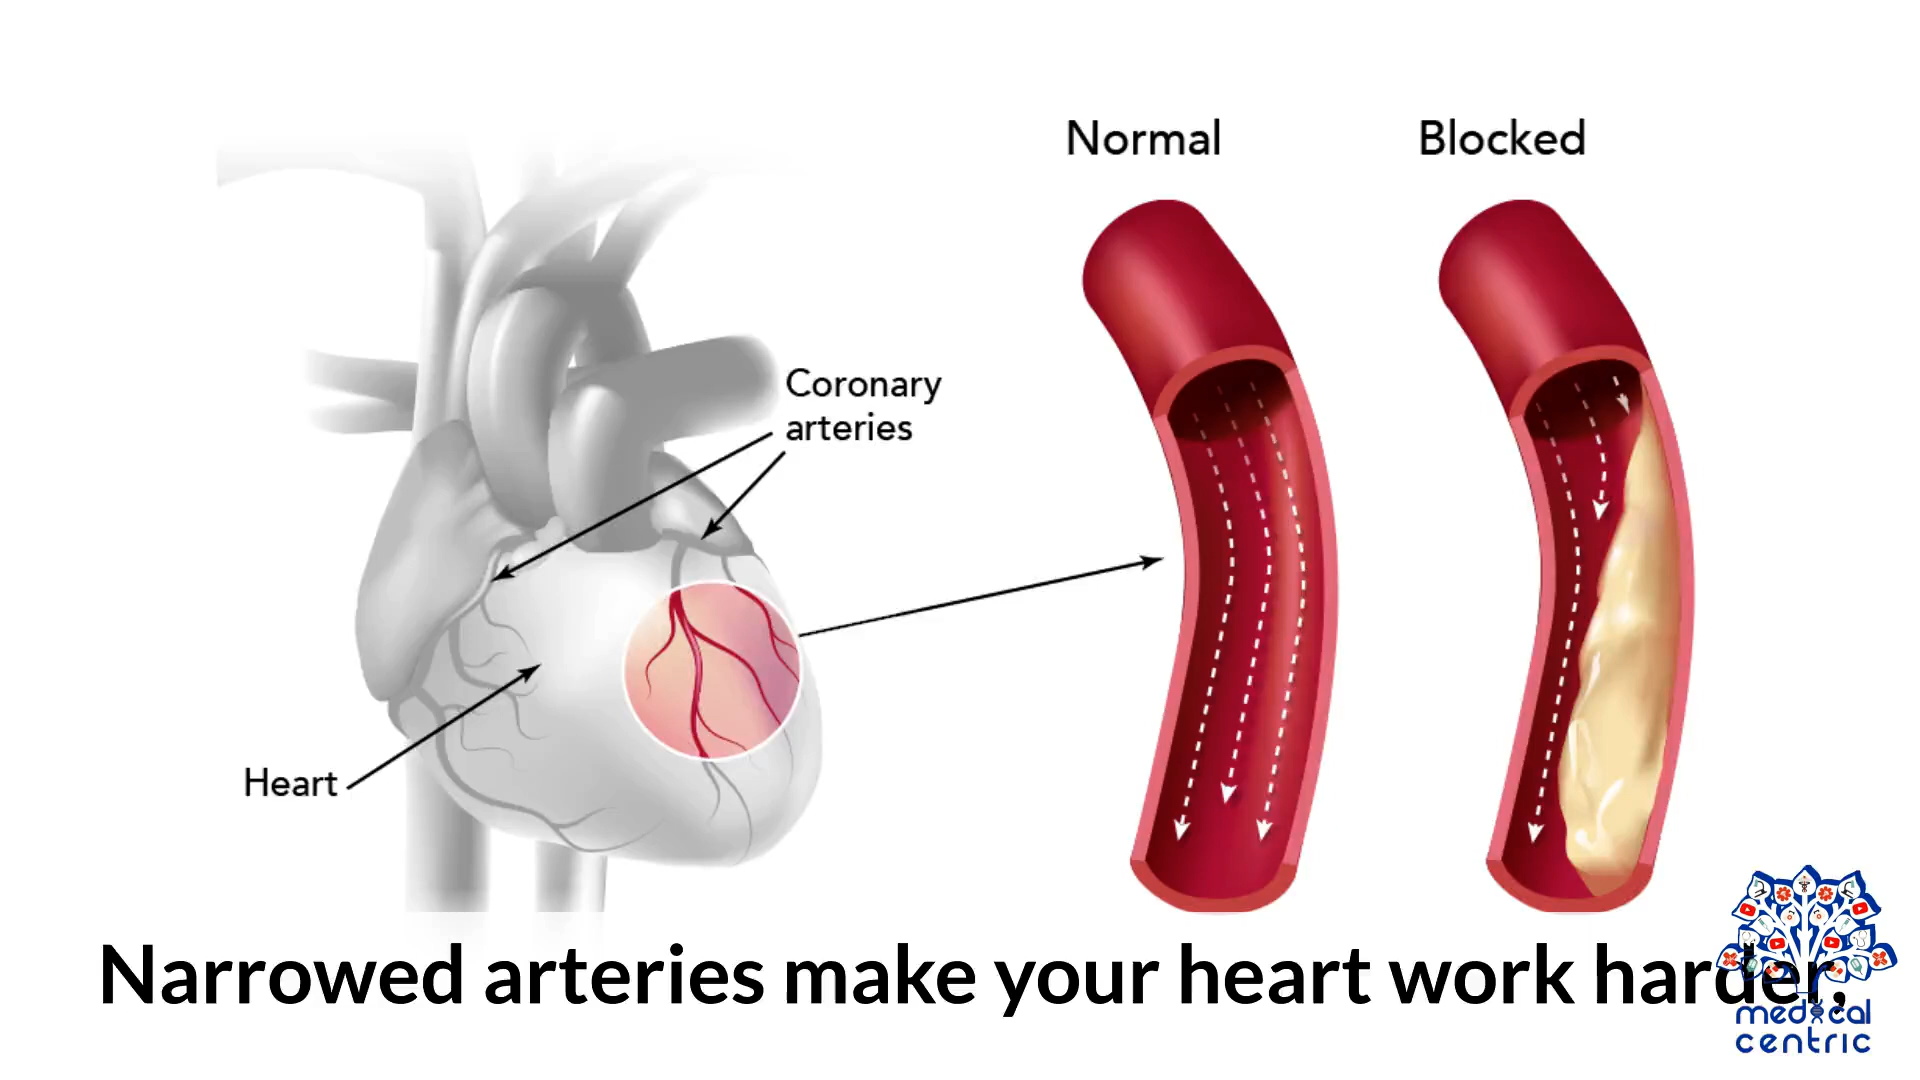 Normal
Blocked
Coronary
arteries
Heart
Narrowed arteries make your heart work harder,
medical
centric